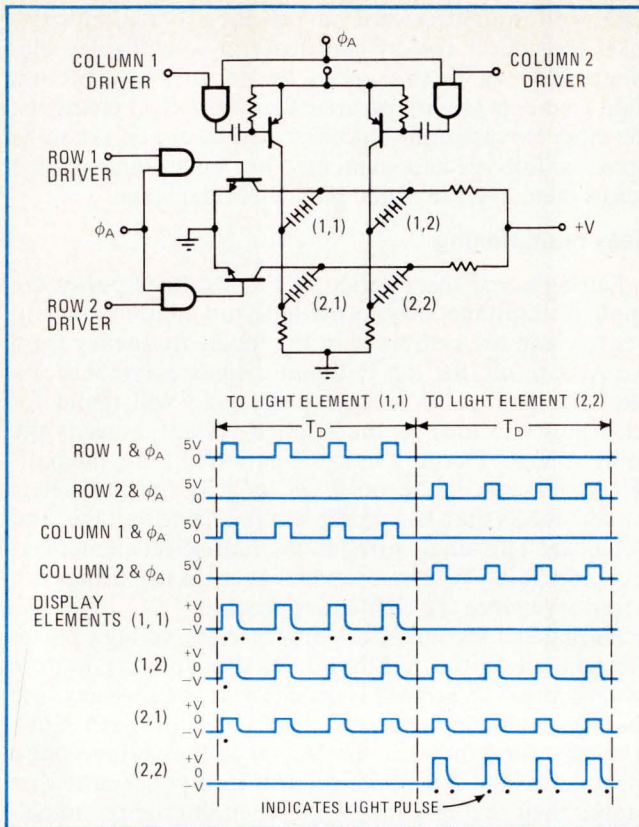 ϕA
COLUMN 1
DRIVER
COLUMN 2
DRIVER
ROW 1
DRIVER
(1,1)
(1,2)
ϕA
+V
(2,1)
(2,2)
ROW 2
DRIVER
TO LIGHT ELEMENT (1,1)
TO LIGHT ELEMENT (2,2)
TD
TD
ROW 1 & ϕA
5V
0
ROW 2 & ϕA
5V
0
COLUMN 1 & ϕA
5V
0
COLUMN 2 & ϕA
5V
0
DISPLAY
ELEMENTS (1,1)
+V
0
−V
(1,2)
+V
0
−V
(2,1)
+V
0
−V
(2,2)
+V
0
−V
INDICATES LIGHT PULSE